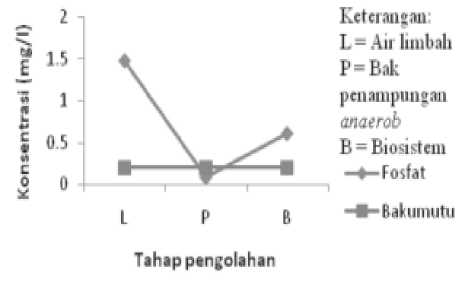 2
1.5
1
0.5
0
Konsentrasi (mg/l)
L P B
Tahap pengolahan
Keterangan:
L = Air limbah
P = Bak
penampungan
anaerob
B = Biosistem
Fosfat
Bakumutu